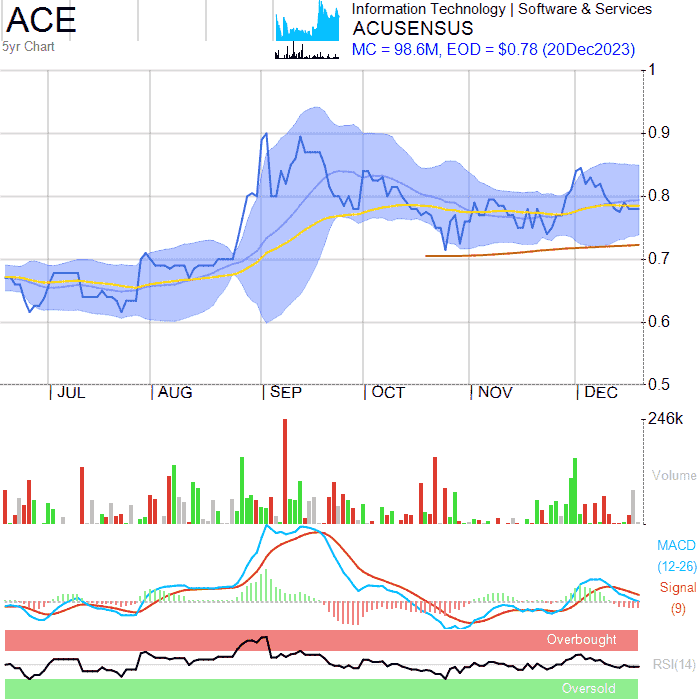 ACE
5yr Chart
Information Technology | Software & Services
ACUSENSUS
MC = 98.6M, EOD = $0.78 (20Dec2023)
1
0.9
0.8
0.7
0.6
0.5
JUL AUG SEP OCT NOV DEC
246k
Volume
MACD
(12-26)
Signal
(9)
Overbought
RSI(14)
Oversold